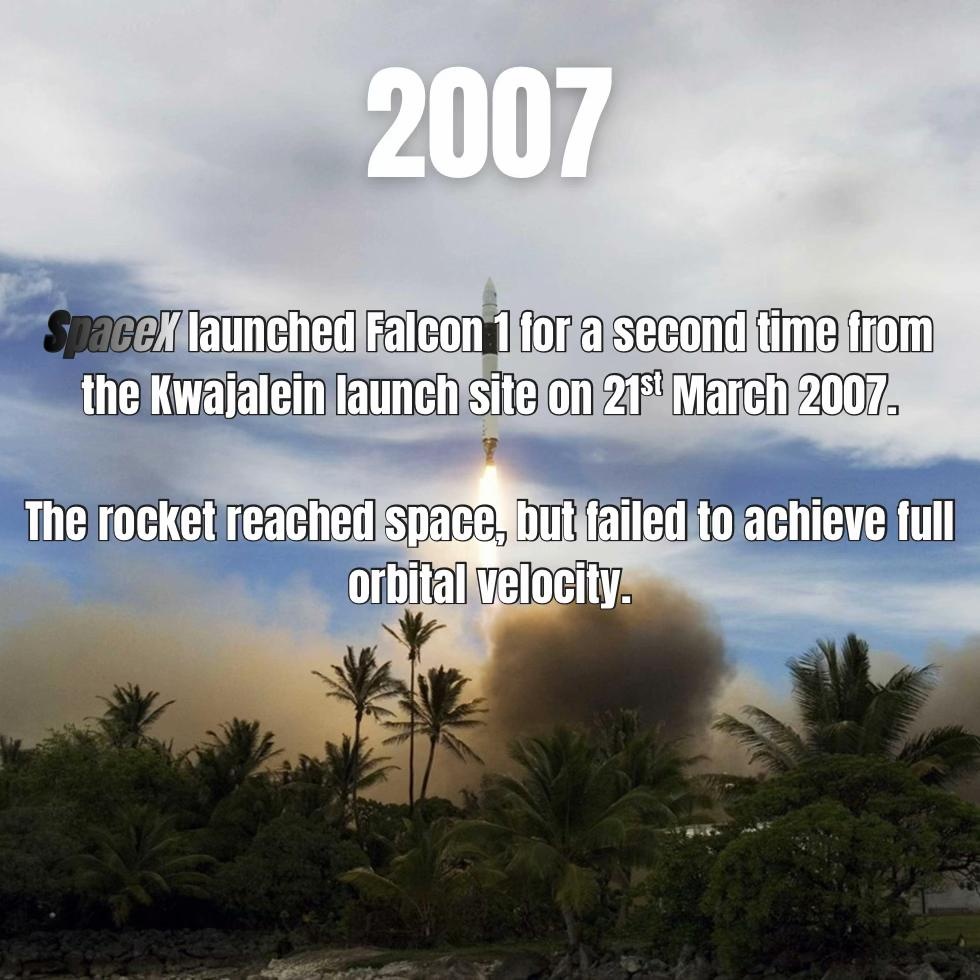 2007
SpaceX launched Falcon 1 for a second time from
the Kwajalein launch site on 21st March 2007.
The rocket reached space, but failed to achieve full
orbital velocity.